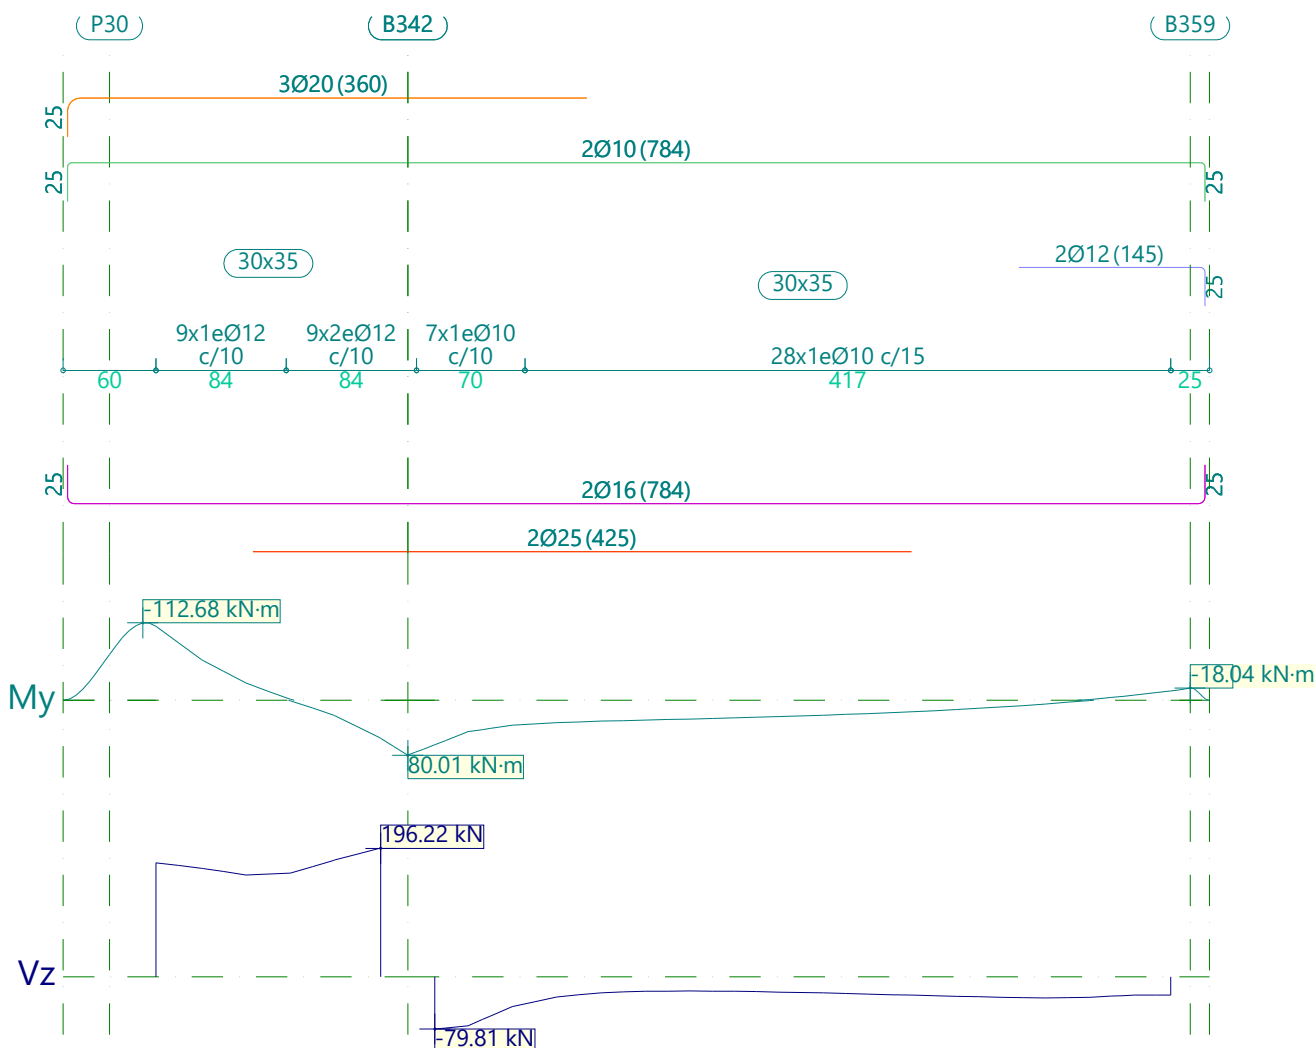 P30
B342
B359
3Ø20 (360)
25
2Ø10 (784)
25
25
30x35
2Ø12 (145)
30x35
25
9x1eØ12
c/10
9x2eØ12
c/10
7x1eØ10
c/10
28x1eØ10 c/15
60
84
84
70
417
25
25
2Ø16 (784)
25
2Ø25 (425)
-112.68 kN·m
My
-18.04 kN·m
80.01 kN·m
196.22 kN
Vz
-79.81 kN